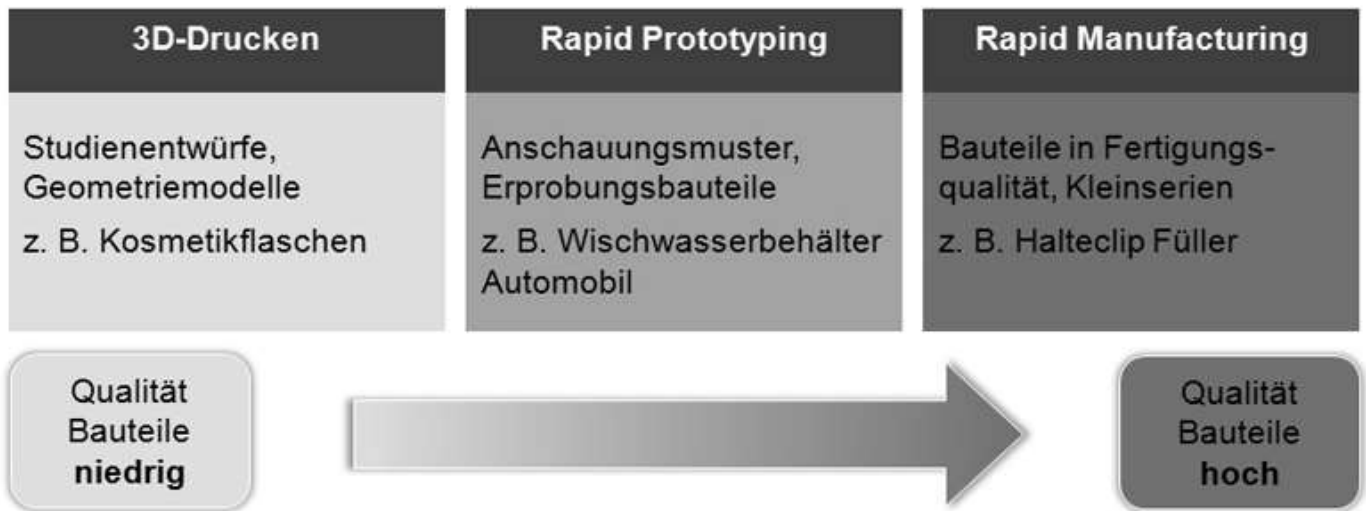 3D-Drucken
Studienentwürfe,
Geometriemodelle
z. B. Kosmetikflaschen
Rapid Prototyping
Anschauungsmuster,
Erprobungsbauteile
z. B. Wischwasserbehälter
Automobil
Rapid Manufacturing
Bauteile in Fertigungs-
qualität, Kleinserien
z. B. Halteclip Füller
Qualität
Bauteile
niedrig
Qualität
Bauteile
hoch